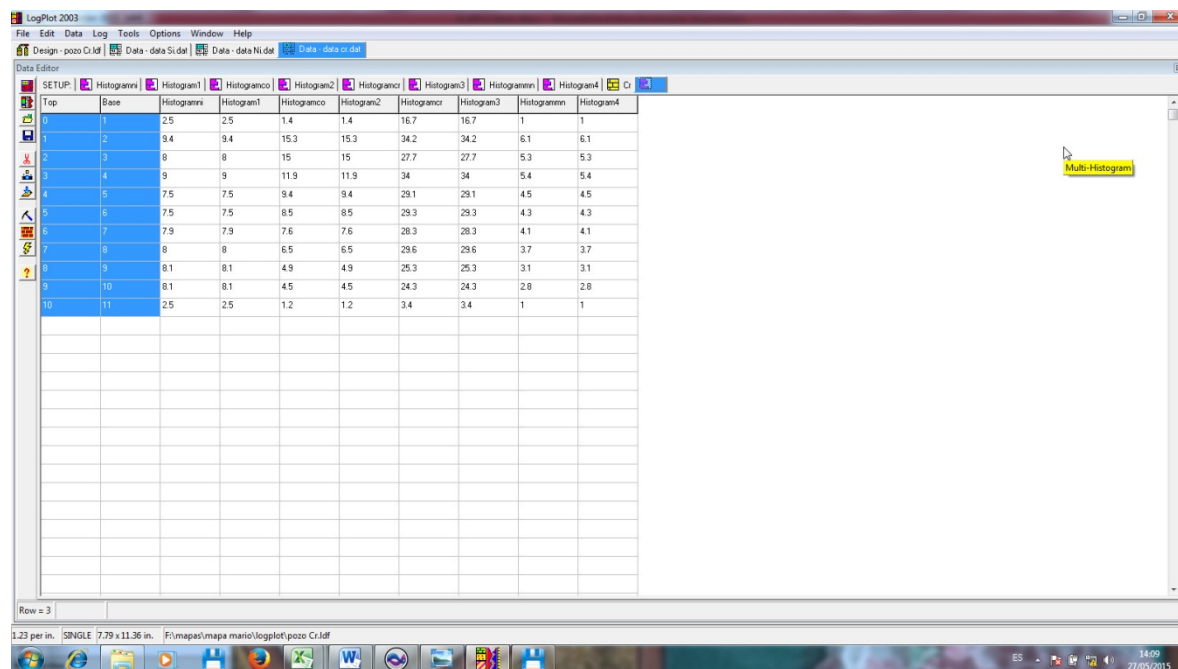 LogPlot 2003
File Edit Data Log Tools Options Window Help
Design - pozo Cr.ldf Data - data Si.dat Data - data Ni.dat Data - data cr.dat
Data Editor
SETUP: Histogramni Histogram1 Histogramco Histogram2 Histogramcr Histogram3 Histogrammn Histogram4 Cr
Top Base Histogramni Histogram1 Histogramco Histogram2 Histogramcr Histogram3 Histogrammn Histogram4
0 1 2.5 2.5 1.4 1.4 16.7 16.7 1 1
1 2 9.4 9.4 15.3 15.3 34.2 34.2 6.1 6.1
2 3 8 8 15 15 27.7 27.7 5.3 5.3
Multi-Histogram
3 4 9 9 11.9 11.9 34 34 5.4 5.4
4 5 7.5 7.5 9.4 9.4 29.1 29.1 4.5 4.5
5 6 7.5 7.5 8.5 8.5 29.3 29.3 4.3 4.3
6 7 7.9 7.9 7.6 7.6 28.3 28.3 4.1 4.1
7 8 8 8 6.5 6.5 29.6 29.6 3.7 3.7
8 9 8.1 8.1 4.9 4.9 25.3 25.3 3.1 3.1
9 10 8.1 8.1 4.5 4.5 24.3 24.3 2.8 2.8
10 11 2.5 2.5 1.2 1.2 3.4 3.4 1 1
Row = 3
1.23 per in. SINGLE 7.79 x 11.36 in. F:\mapas\mapa mario\logplot\pozo Cr.ldf
ES 14:09
27/05/2015